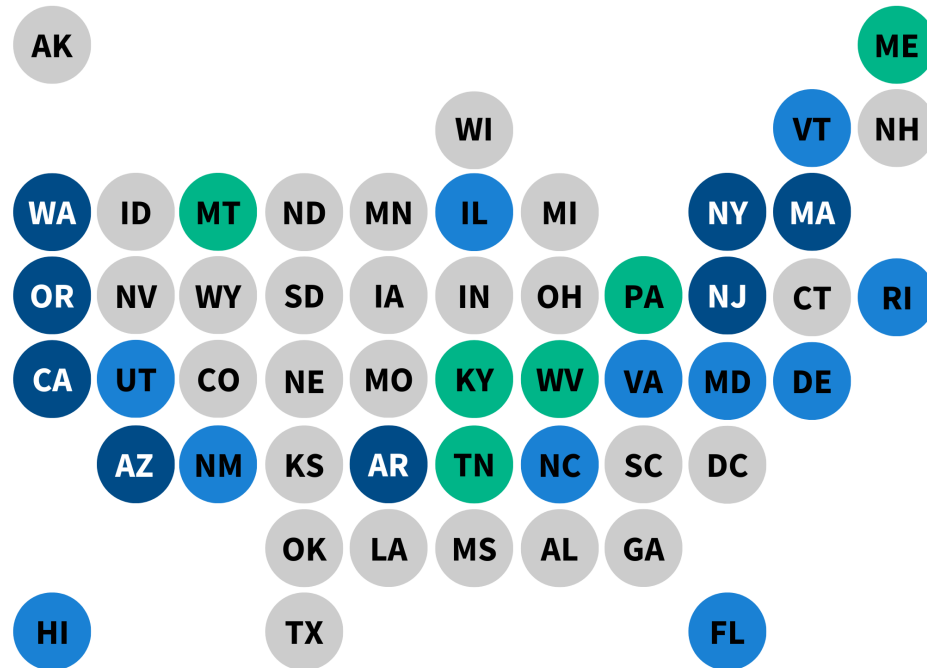 AK ME
WI VT NH
WA ID MT ND MN IL MI NY MA
OR NV WY SD IA IN OH PA NJ CT RI
CA UT CO NE MO KY WV VA MD DE
AZ NM KS AR TN NC SC DC
OK LA MS AL GA
HI TX FL